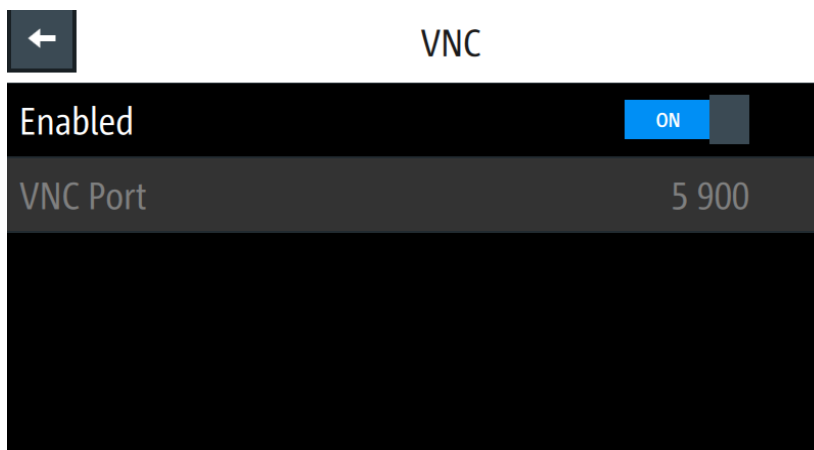 VNC
Enabled
ON
VNC Port
5 900